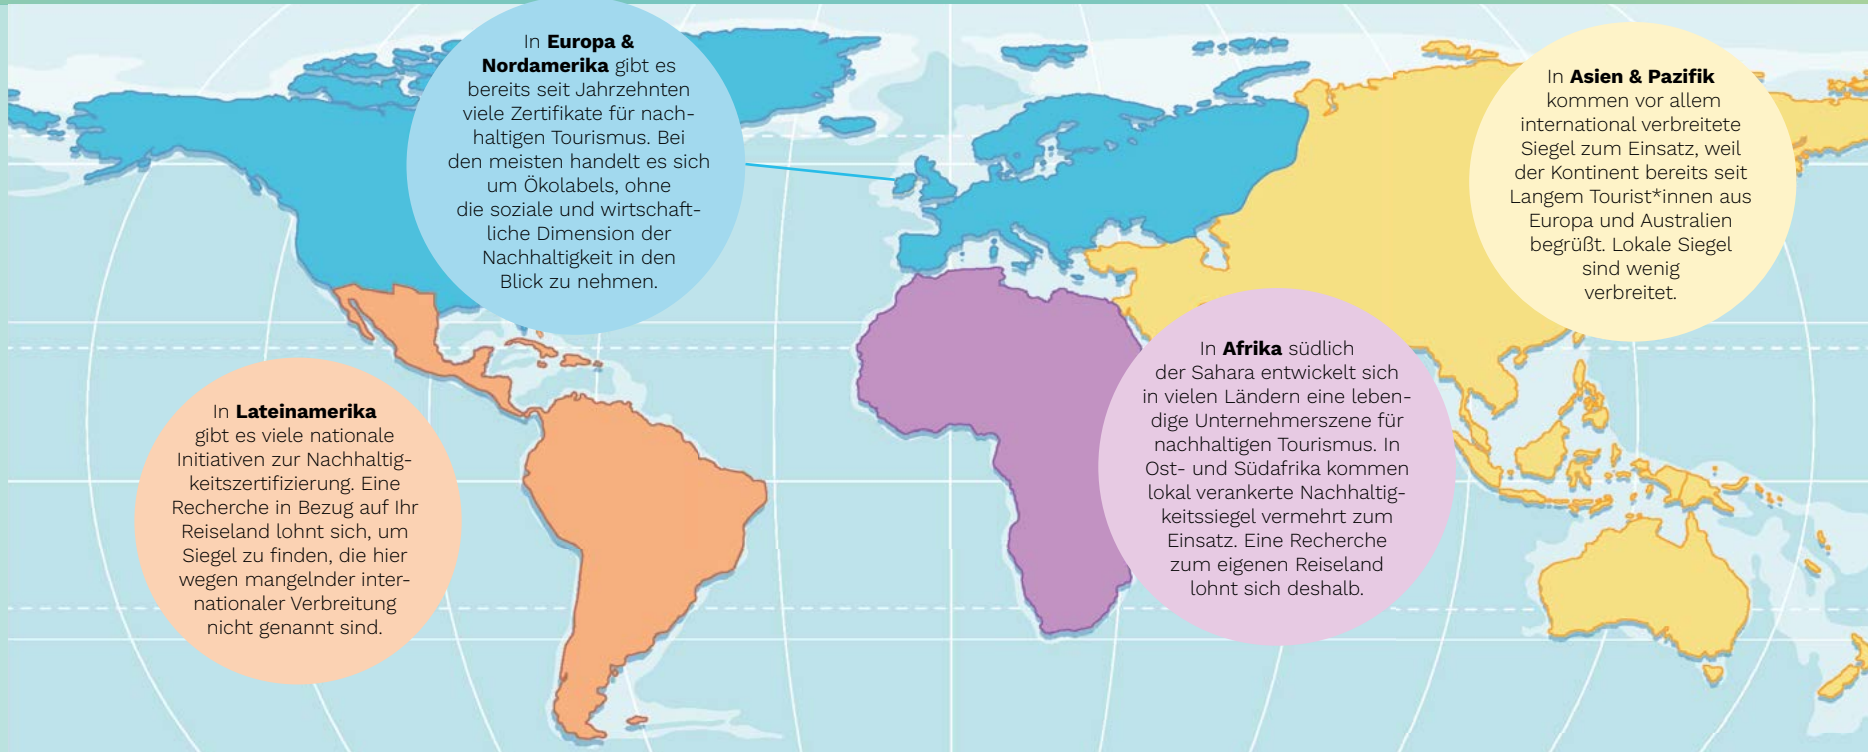 In Europa &
Nordamerika gibt es
bereits seit Jahrzehnten
viele Zertifikate für nach-
haltigen Tourismus. Bei
den meisten handelt es sich
um Ökolabels, ohne
die soziale und wirtschaft-
liche Dimension der
Nachhaltigkeit in den
Blick zu nehmen.
In Asien & Pazifik
kommen vor allem
international verbreitete
Siegel zum Einsatz, weil
der Kontinent bereits seit
Langem Tourist*innen aus
Europa und Australien
begrüßt. Lokale Siegel
sind wenig
verbreitet.
In Lateinamerika
gibt es viele nationale
Initiativen zur Nachhaltig-
keitszertifizierung. Eine
Recherche in Bezug auf Ihr
Reiseland lohnt sich, um
Siegel zu finden, die hier
wegen mangelnder inter-
nationaler Verbreitung
nicht genannt sind.
In Afrika südlich
der Sahara entwickelt sich
in vielen Ländern eine leben-
dige Unternehmerszene für
nachhaltigen Tourismus. In
Ost- und Südafrika kommen
lokal verankerte Nachhaltig-
keitssiegel vermehrt zum
Einsatz. Eine Recherche
zum eigenen Reiseland
lohnt sich deshalb.